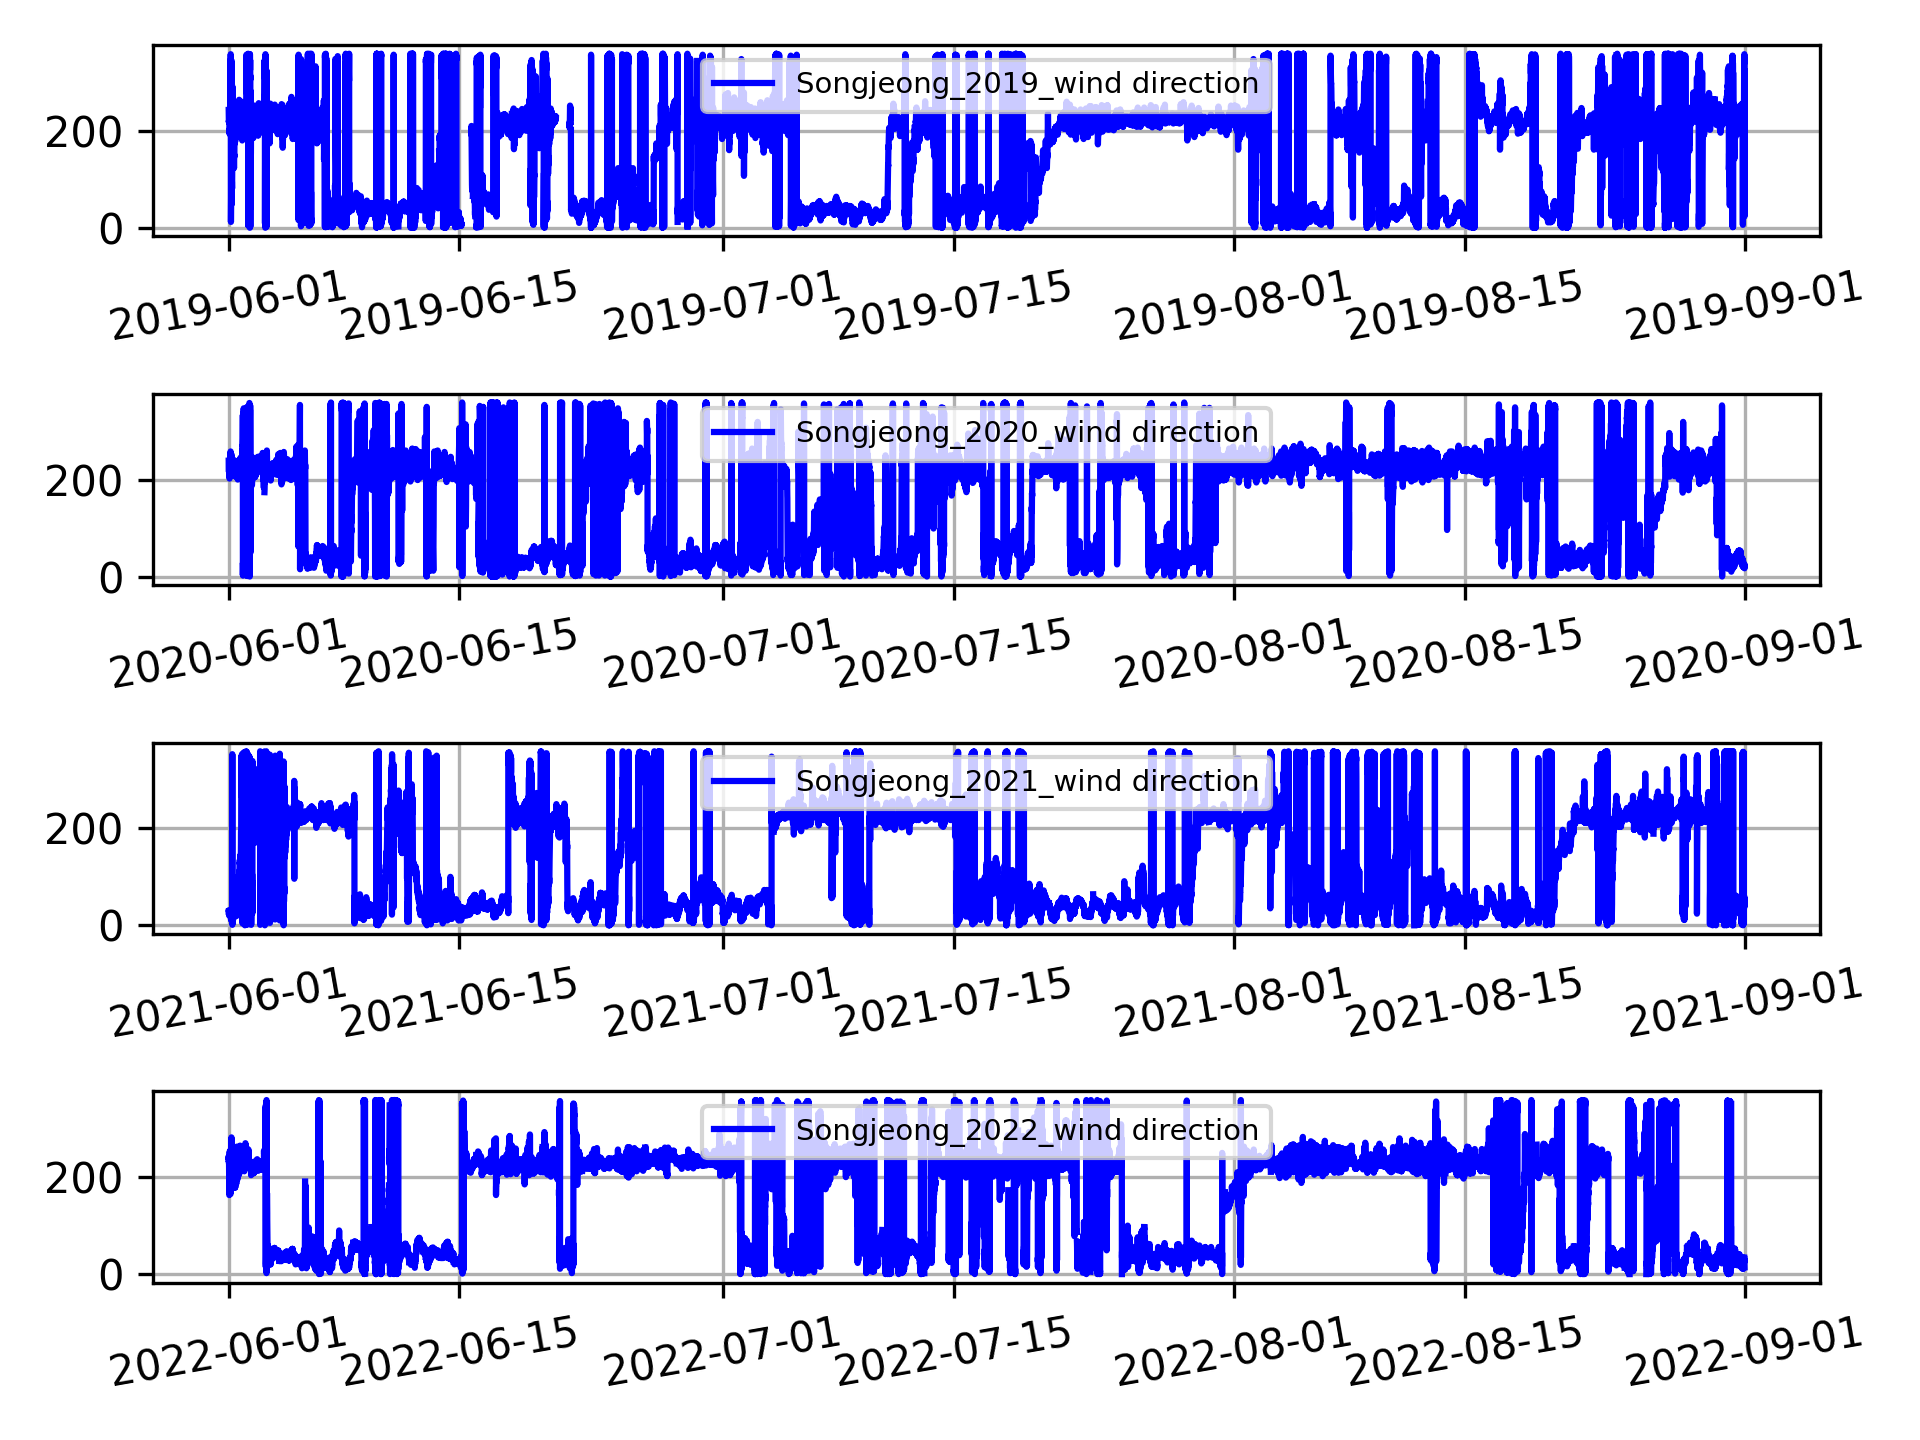 Songjeong_2019_wind direction
200
0
2019-06-01 2019-06-15 2019-07-01 2019-07-15 2019-08-01 2019-08-15 2019-09-01
Songjeong_2020_wind direction
200
0
2020-06-01 2020-06-15 2020-07-01 2020-07-15 2020-08-01 2020-08-15 2020-09-01
Songjeong_2021_wind direction
200
0
2021-06-01 2021-06-15 2021-07-01 2021-07-15 2021-08-01 2021-08-15 2021-09-01
Songjeong_2022_wind direction
200
0
2022-06-01 2022-06-15 2022-07-01 2022-07-15 2022-08-01 2022-08-15 2022-09-01